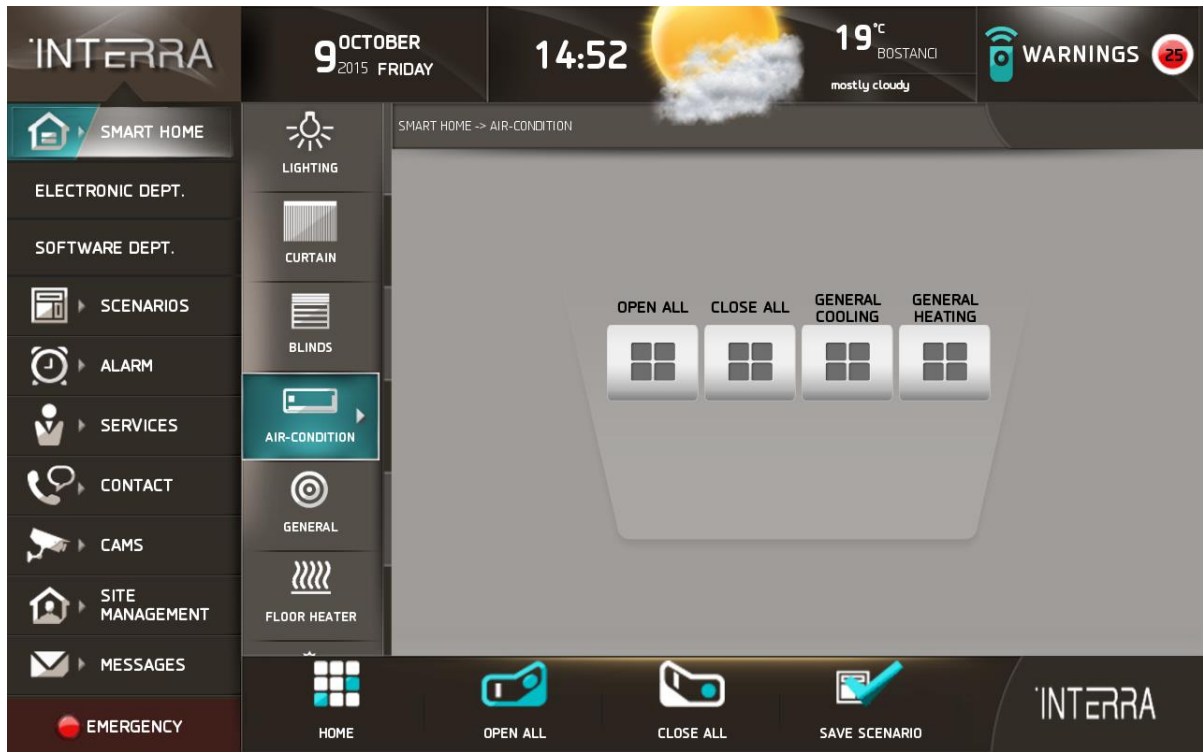 INTERRA
9 OCTOBER
2015 FRIDAY
14:52
19°C
BOSTANCI
mostly cloudy
WARNINGS 25
SMART HOME
ELECTRONIC DEPT.
SOFTWARE DEPT.
SCENARIOS
ALARM
SERVICES
CONTACT
CAMS
SITE
MANAGEMENT
MESSAGES
EMERGENCY
LIGHTING
CURTAIN
BLINDS
AIR-CONDITION
GENERAL
FLOOR HEATER
SMART HOME -> AIR-CONDITION
OPEN ALL
CLOSE ALL
GENERAL
COOLING
GENERAL
HEATING
HOME
OPEN ALL
CLOSE ALL
SAVE SCENARIO
INTERRA